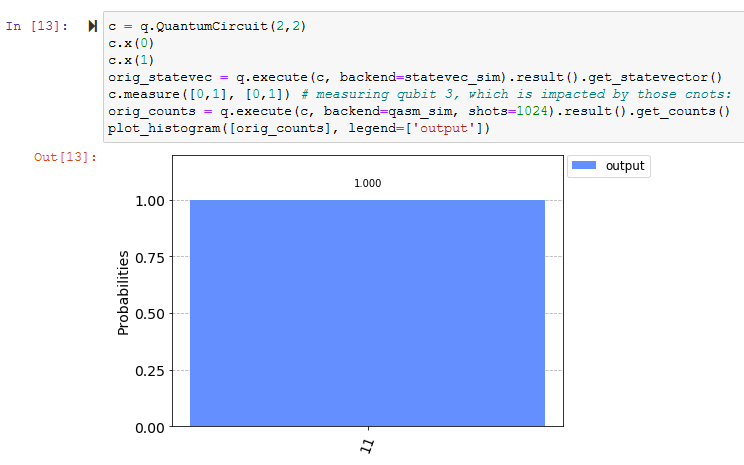 In [13]:
c = q.QuantumCircuit(2,2)
c.x(0)
c.x(1)
orig_statevec = q.execute(c, backend=statevec_sim).result().get_statevector()
c.measure([0,1], [0,1]) # measuring qubit 3, which is impacted by those cnots:
orig_counts = q.execute(c, backend=qasm_sim, shots=1024).result().get_counts()
plot_histogram([orig_counts], legend=['output'])
Out[13]:
output
1.000
1.00
0.75
0.50
0.25
0.00
Probabilities
11